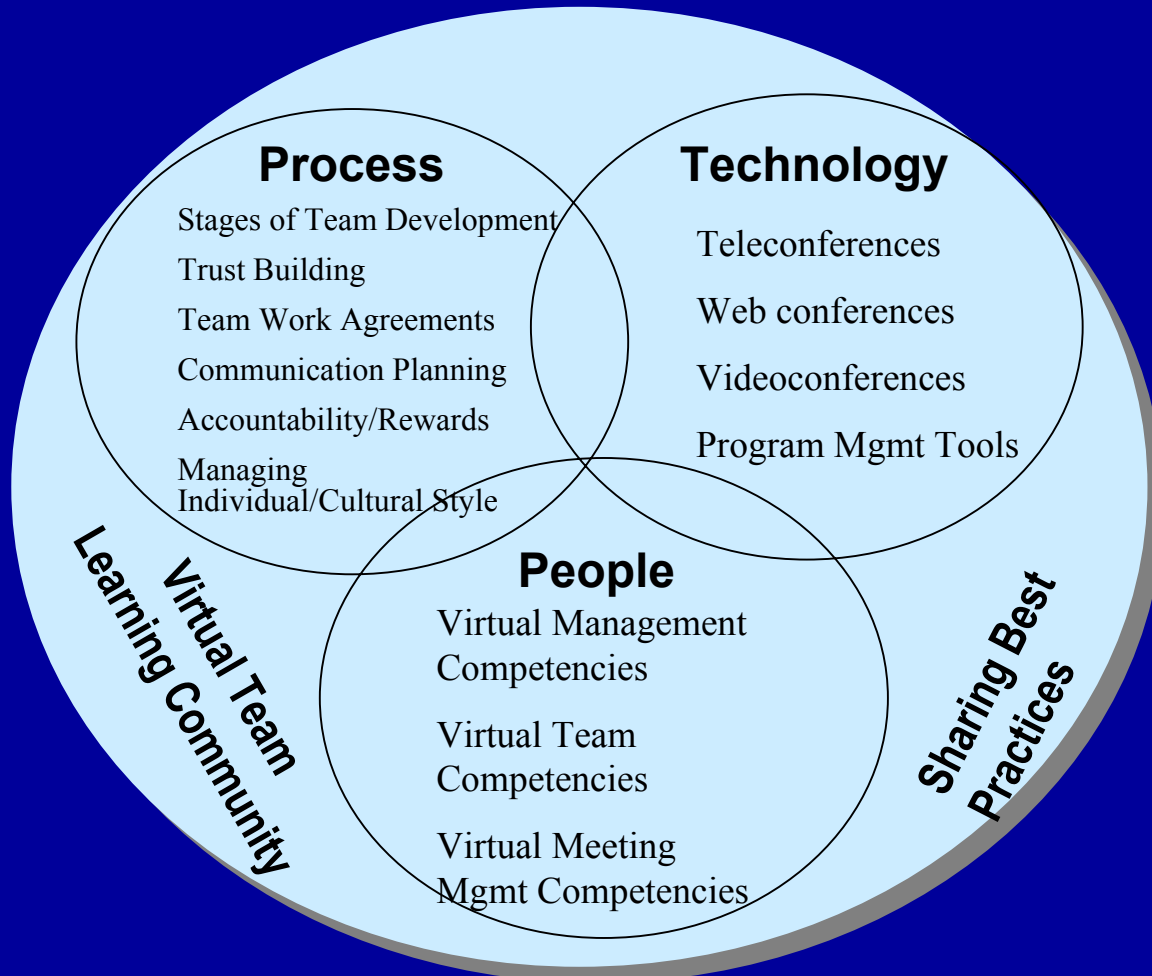 Process
Stages of Team Development
Trust Building
Team Work Agreements
Communication Planning
Accountability/Rewards
Managing
Individual/Cultural Style
Technology
Teleconferences
Web conferences
Videoconferences
Program Mgmt Tools
People
Virtual Management
Competencies
Virtual Team
Competencies
Virtual Meeting
Mgmt Competencies
Virtual Team
Learning Community
Sharing Best
Practices